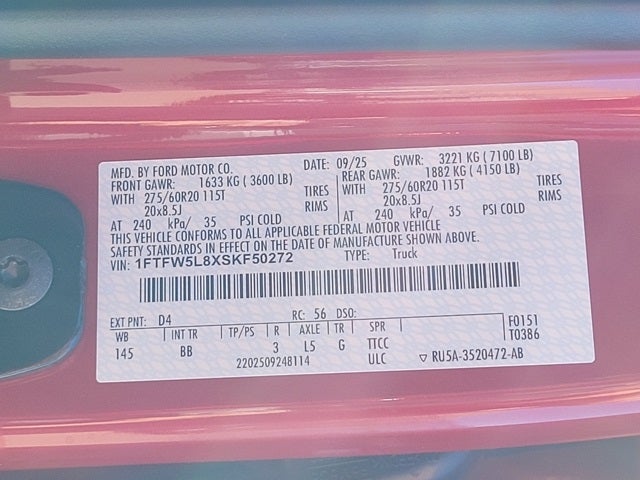 MFD. BY FORD MOTOR CO. DATE: 09/25 GVWR: 3221 KG ( 7100 LB)
FRONT GAWR: 1633 KG ( 3600 LB) REAR GAWR: 1882 KG ( 4150 LB)
WITH 275/60R20 115T TIRES WITH 275/60R20 115T TIRES
20x8.5J RIMS 20x8.5J RIMS
AT 240 kPa/ 35 PSI COLD AT 240 kPa/ 35 PSI COLD
THIS VEHICLE CONFORMS TO ALL APPLICABLE FEDERAL MOTOR VEHICLE
SAFETY STANDARDS IN EFFECT ON THE DATE OF MANUFACTURE SHOWN ABOVE.
VIN: 1FTFW5L8XSKF50272 TYPE: Truck
EXT PNT: D4 RC: 56 DSO: F0151
WB INT TR TP/PS R AXLE TR SPR T0386
145 BB 3 L5 G TTCC
2202509248114 ULC ▽ RU5A-3520472-AB